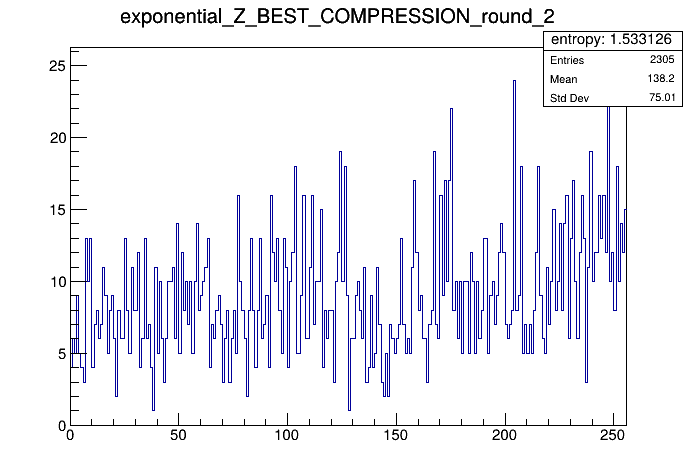 exponential_Z_BEST_COMPRESSION_round_2
entropy: 1.533126
Entries 2305
Mean 138.2
Std Dev 75.01
25
20
15
10
5
0
0 50 100 150 200 250